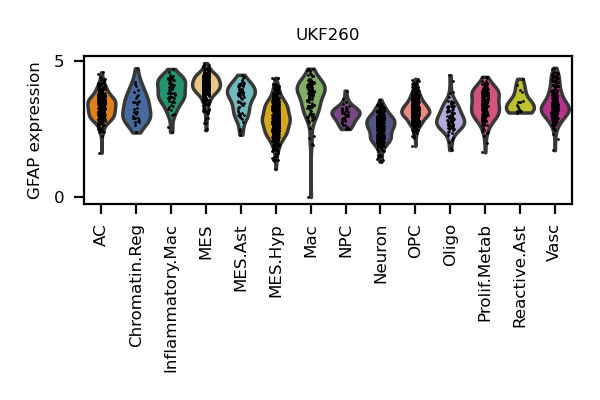 UKF260
GFAP expression
5
0
AC
Chromatin.Reg
Inflammatory.Mac
MES
MES.Ast
MES.Hyp
Mac
NPC
Neuron
OPC
Oligo
Prolif.Metab
Reactive.Ast
Vasc